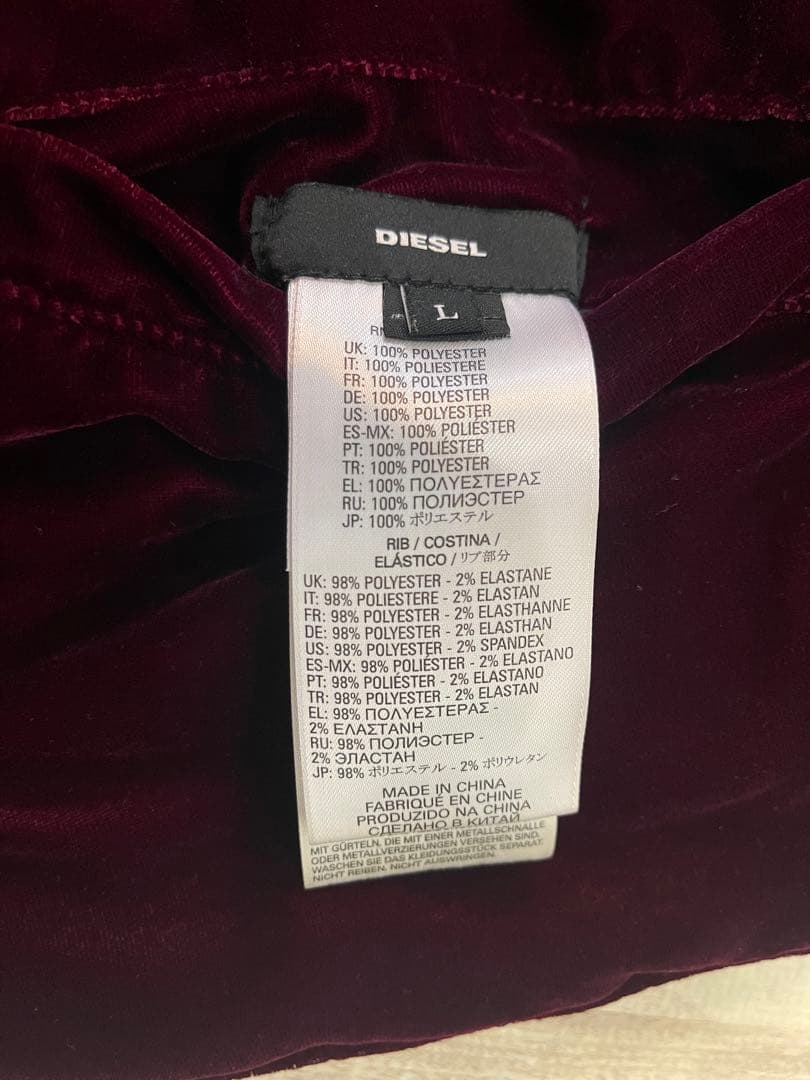 DIESEL
L
UK: 100% POLYESTER
IT: 100% POLIESTERE
FR: 100% POLYESTER
DE: 100% POLYESTER
US: 100% POLYESTER
ES-MX: 100% POLIÉSTER
PT: 100% POLIÉSTER
TR: 100% POLYESTER
EL: 100% ΠΟΛΥΕΣΤΕΡΑΣ
RU: 100% ПОЛИЭСТЕР
JP: 100% ポリエステル
RIB / COSTINA /
ELÁSTICO / リブ部分
UK: 98% POLYESTER - 2% ELASTANE
IT: 98% POLIESTERE - 2% ELASTAN
FR: 98% POLYESTER - 2% ELASTHANNE
DE: 98% POLYESTER - 2% ELASTHAN
US: 98% POLYESTER - 2% SPANDEX
ES-MX: 98% POLIÉSTER - 2% ELASTANO
PT: 98% POLIÉSTER - 2% ELASTANO
TR: 98% POLYESTER - 2% ELASTAN
EL: 98% ΠΟΛΥΕΣΤΕΡΑΣ -
2% ΕΛΑΣΤΑΝΗ
RU: 98% ПОЛИЭСТЕР -
2% ЭЛАСТАН
JP: 98% ポリエステル - 2% ポリウレタン
MADE IN CHINA
FABRIQUÉ EN CHINE
PRODUZIDO NA CHINA
СДЕЛАНО В КИТАЙ
MIT GÜRTELN, DIE MIT EINER METALLSCHNALLE
ODER METALLVERZIERUNGEN VERSEHEN SIND.
WASCHEN SIE DAS KLEIDUNGSSTÜCK SEPARAT.
NICHT REIBEN, NICHT AUSWRINGEN.